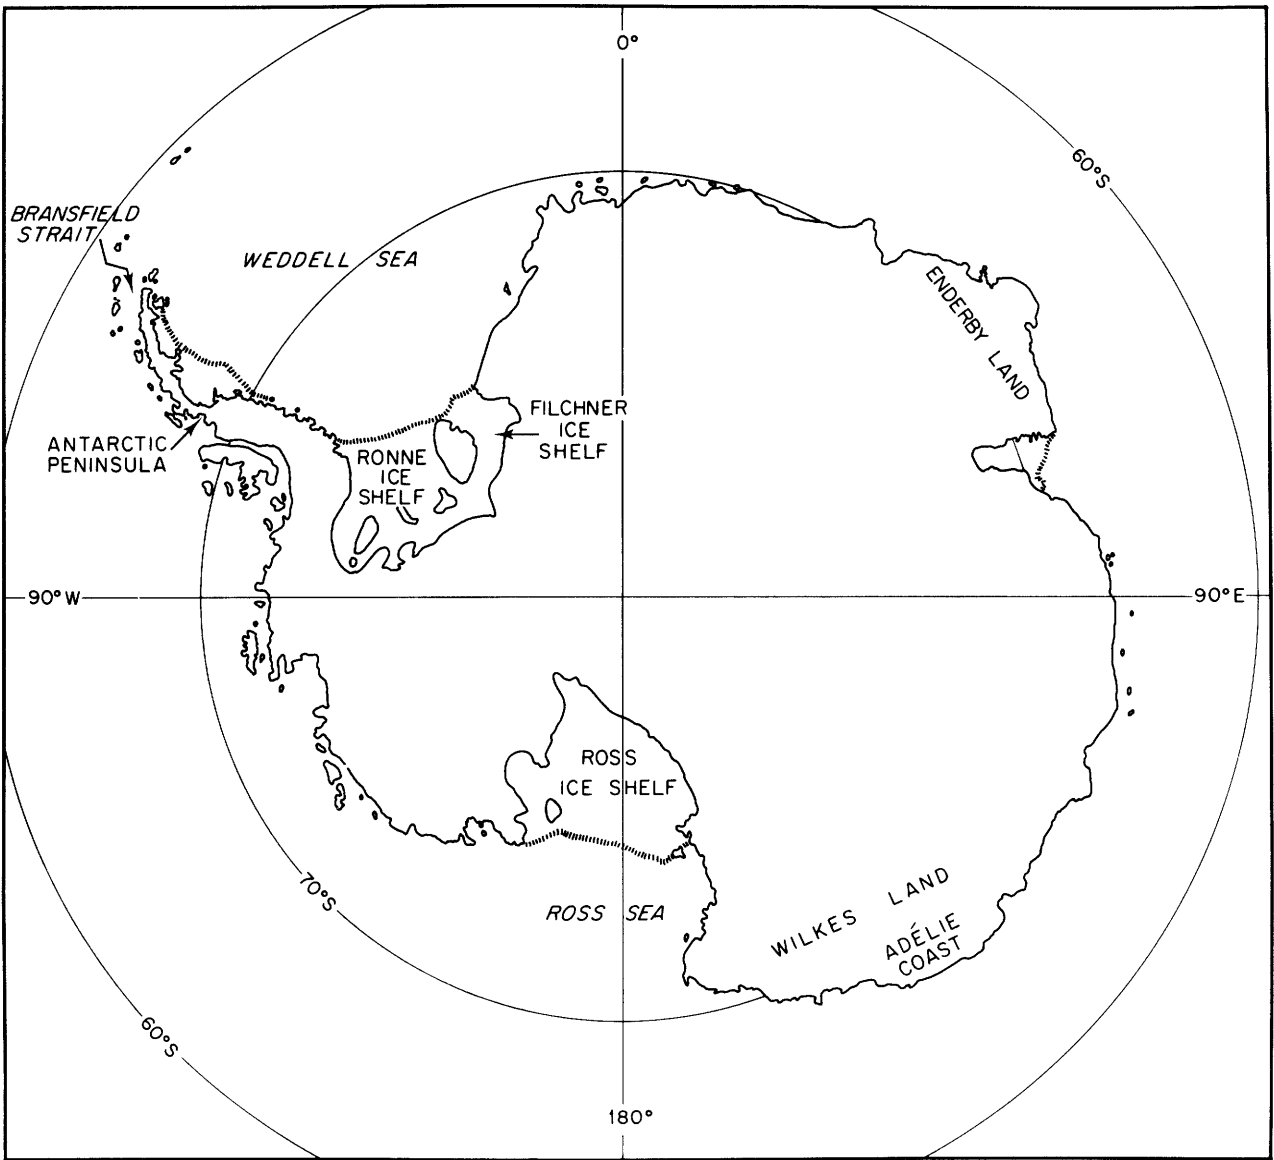 0°
60°S
BRANSFIELD
STRAIT
WEDDELL SEA
ENDERBY LAND
FILCHNER
ICE
SHELF
ANTARCTIC
PENINSULA
RONNE
ICE
SHELF
90°W
90°E
ROSS
ICE SHELF
70°S
ROSS SEA
WILKES LAND
ADÉLIE
COAST
60°S
180°